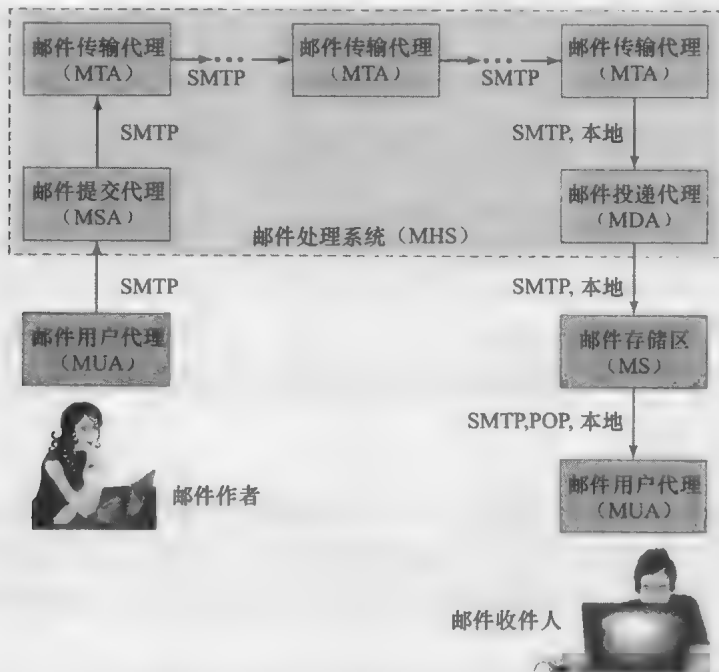 邮件传输代理
(MTA)
SMTP
邮件传输代理
(MTA)
SMTP
邮件传输代理
(MTA)
SMTP
SMTP, 本地
邮件提交代理
(MSA)
邮件投递代理
(MDA)
邮件处理系统(MHS)
SMTP
SMTP, 本地
邮件用户代理
(MUA)
邮件存储区
(MS)
SMTP,POP, 本地
邮件作者
邮件用户代理
(MUA)
邮件收件人